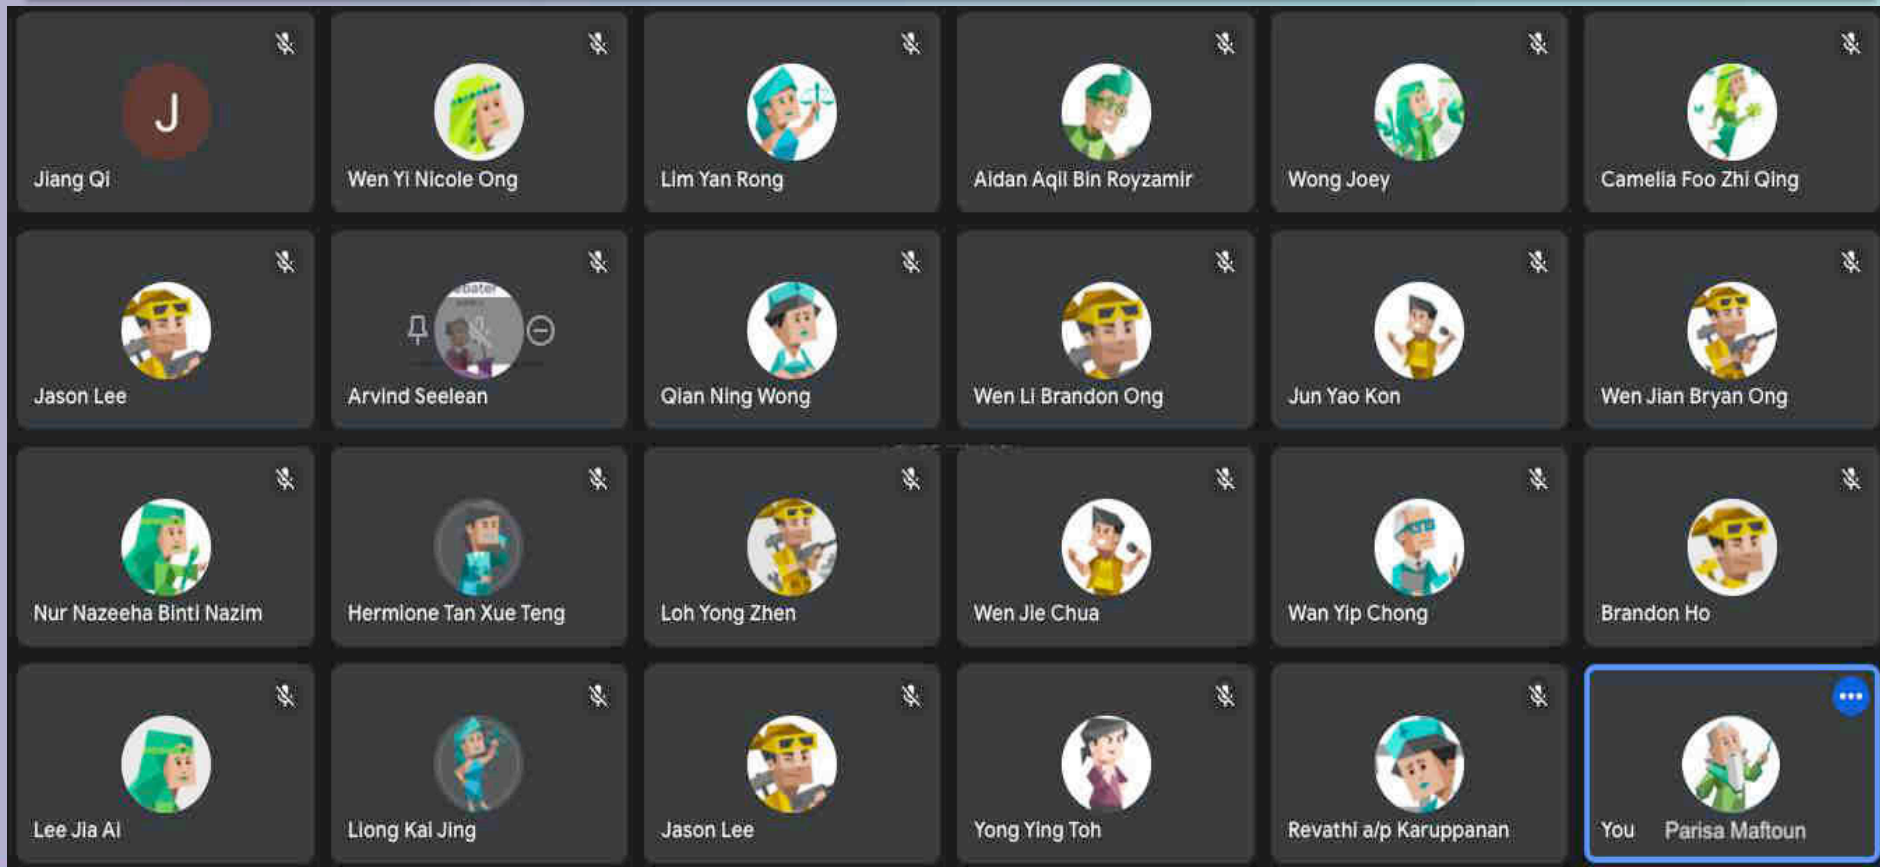 J
Jiang Qi
Wen Yi Nicole Ong
Lim Yan Rong
Aidan Aqil Bin Royzamir
Wong Joey
Camelia Foo Zhi Qing
Jason Lee
ebater
Arvind Seelean
Qian Ning Wong
Wen Li Brandon Ong
Jun Yao Kon
Wen Jian Bryan Ong
Nur Nazeeha Binti Nazim
Hermione Tan Xue Teng
Loh Yong Zhen
Wen Jie Chua
Wan Yip Chong
Brandon Ho
Lee Jia Ai
Liong Kai Jing
Jason Lee
Yong Ying Toh
Revathi a/p Karuppanan
You Parisa Maftoun